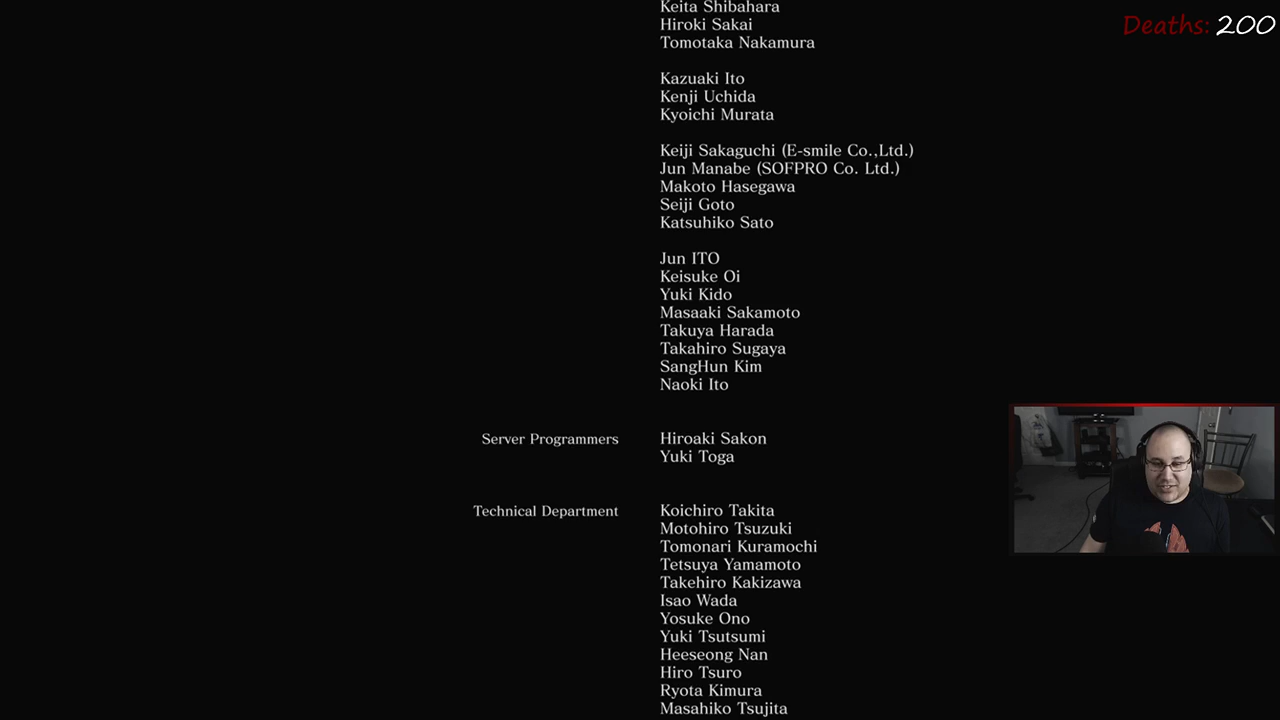 Keita Shibahara
Deaths: 200
Hiroki Sakai
Tomotaka Nakamura
Kazuaki Ito
Kenji Uchida
Kyoichi Murata
Keiji Sakaguchi (E-smile Co.,Ltd.)
Jun Manabe (SOFPRO Co. Ltd.)
Makoto Hasegawa
Seiji Goto
Katsuhiko Sato
Jun ITO
Keisuke Oi
Yuki Kido
Masaaki Sakamoto
Takuya Harada
Takahiro Sugaya
SangHun Kim
Naoki Ito
Server Programmers Hiroaki Sakon
Yuki Toga
Technical Department Koichiro Takita
Motohiro Tsuzuki
Tomonari Kuramochi
Tetsuya Yamamoto
Takehiro Kakizawa
Isao Wada
Yosuke Ono
Yuki Tsutsumi
Heeseong Nan
Hiro Tsuro
Ryota Kimura
Masahiko Tsujita